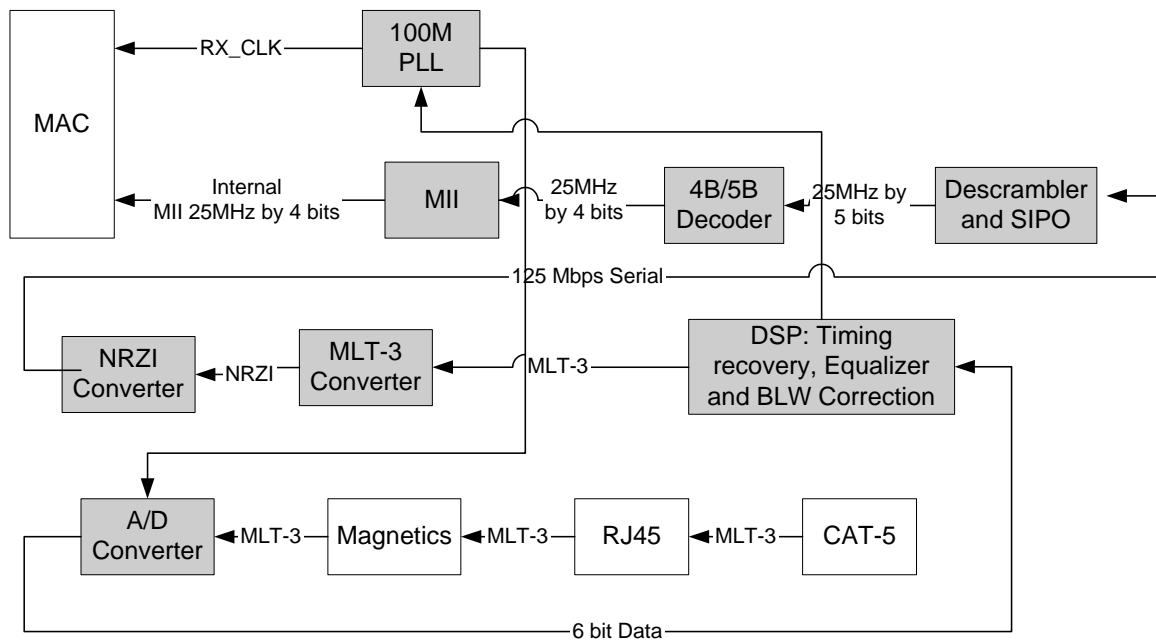 100M
PLL
RX_CLK
MAC
Internal
MII 25MHz by 4 bits
MII
25MHz
by 4 bits
4B/5B
Decoder
25MHz by
5 bits
Descrambler
and SIPO
125 Mbps Serial
NRZI
Converter
NRZI
MLT-3
Converter
MLT-3
DSP: Timing
recovery, Equalizer
and BLW Correction
A/D
Converter
MLT-3
Magnetics
MLT-3
RJ45
MLT-3
CAT-5
6 bit Data